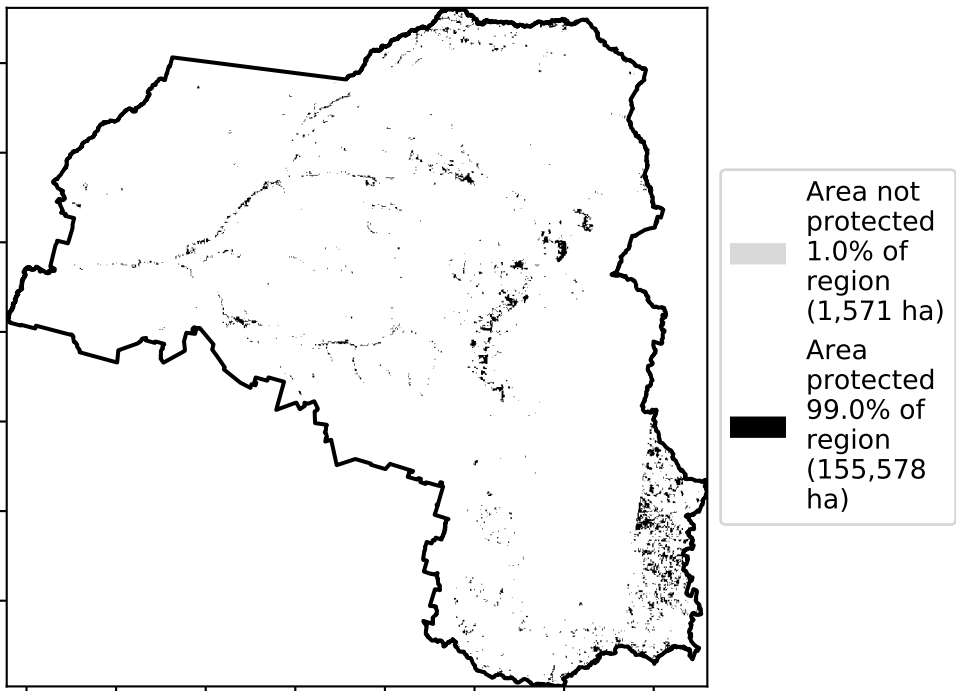 Area not
protected
1.0% of
region
(1,571 ha)
Area
protected
99.0% of
region
(155,578
ha)